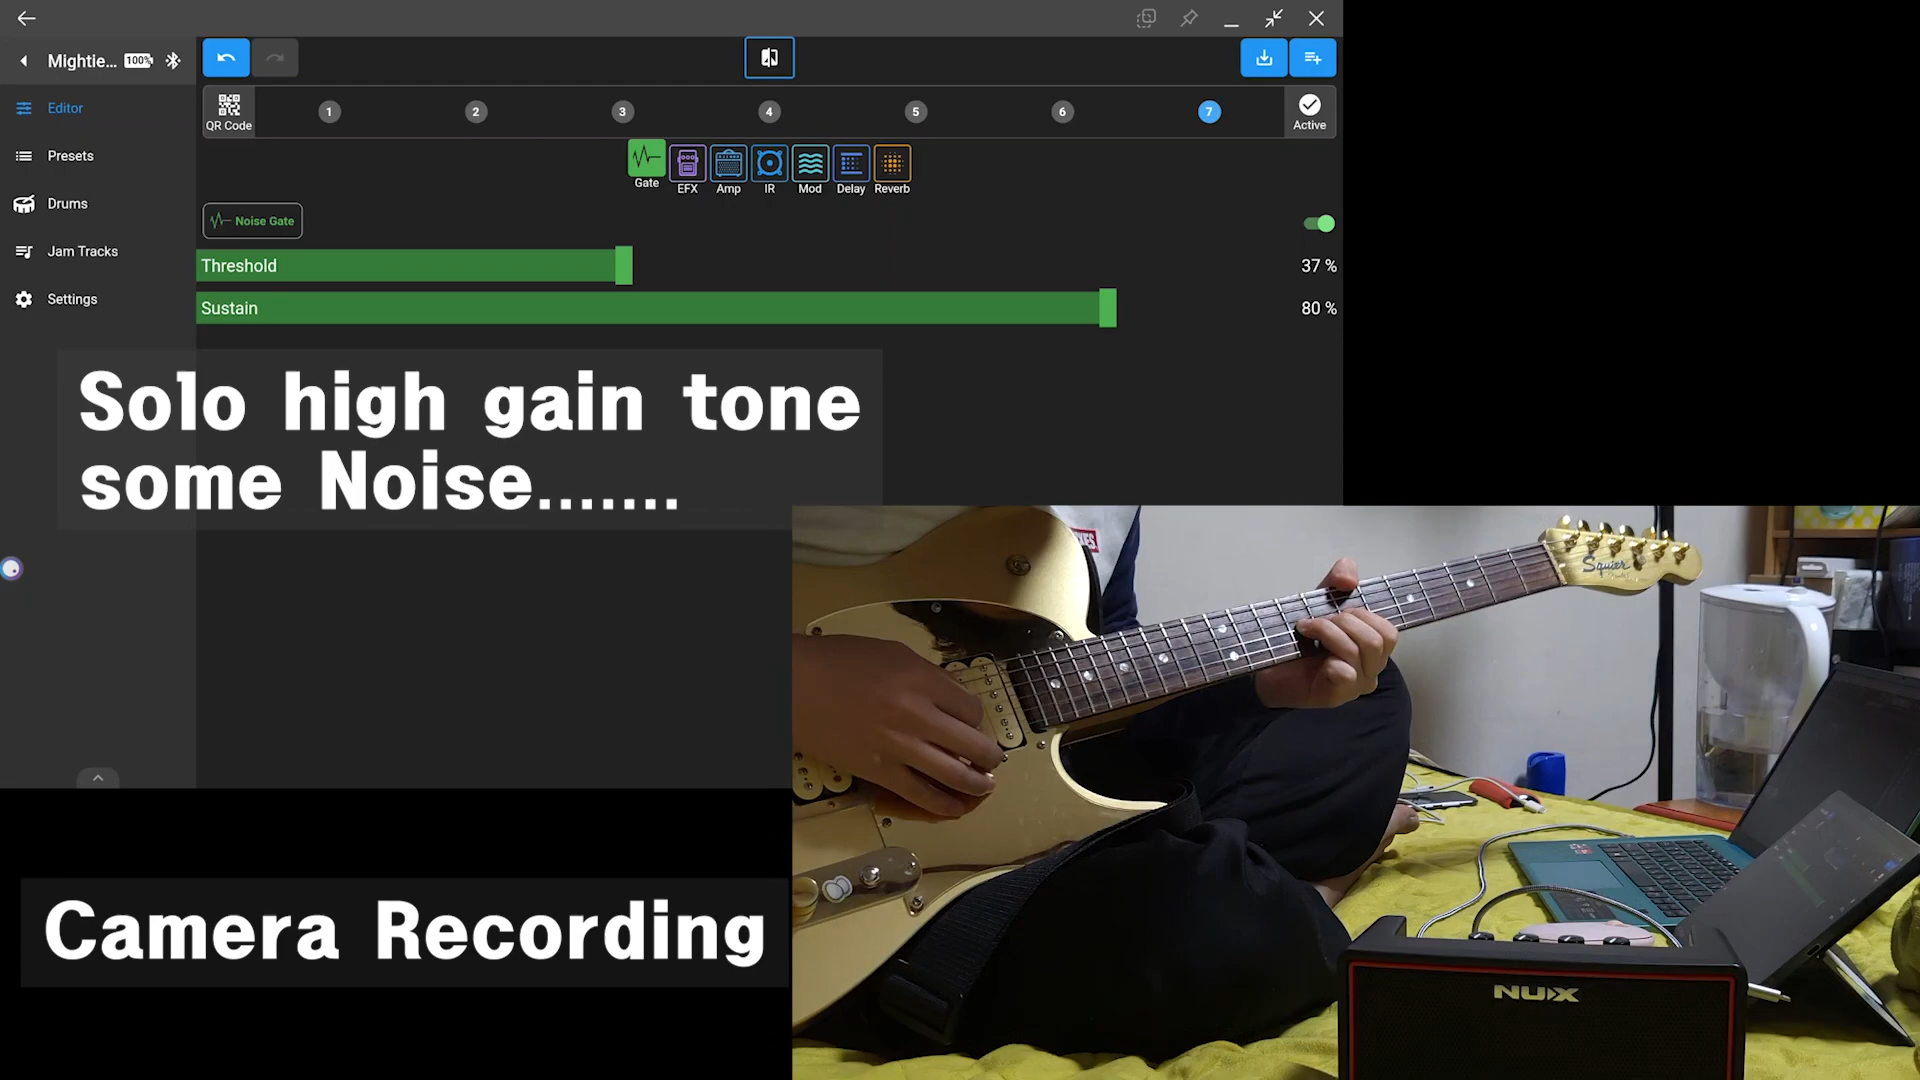 Mightie... 100%
Editor
Presets
Drums
Jam Tracks
Settings
QR Code
1 2 3 4 5 6 7
Active
Gate EFX Amp IR Mod Delay Reverb
Noise Gate
Threshold 37 %
Sustain 80 %
Solo high gain tone
some Noise.......
Camera Recording
Squier
NUX